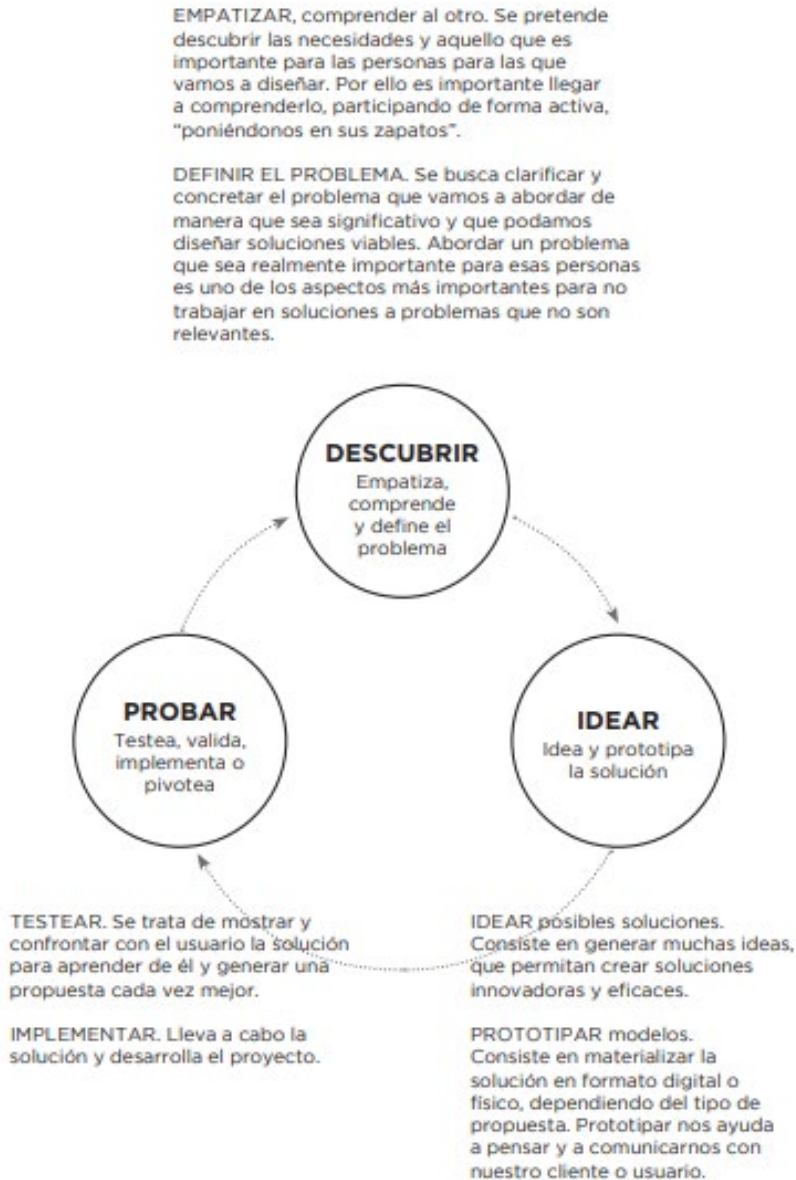 EMPATIZAR, comprender al otro. Se pretende
descubrir las necesidades y aquello que es
importante para las personas para las que
vamos a diseñar. Por ello es importante llegar
a comprenderlo, participando de forma activa,
“poniéndonos en sus zapatos”.
DEFINIR EL PROBLEMA. Se busca clarificar y
concretar el problema que vamos a abordar de
manera que sea significativo y que podamos
diseñar soluciones viables. Abordar un problema
que sea realmente importante para esas personas
es uno de los aspectos más importantes para no
trabajar en soluciones a problemas que no son
relevantes.
DESCUBRIR
Empatiza,
comprende
y define el
problema
PROBAR
Testea, valida,
implementa o
pivotea
IDEAR
Idea y prototipa
la solución
TESTEAR. Se trata de mostrar y
confrontar con el usuario la solución
para aprender de él y generar una
propuesta cada vez mejor.
IMPLEMENTAR. Lleva a cabo la
solución y desarrolla el proyecto.
IDEAR posibles soluciones.
Consiste en generar muchas ideas,
que permitan crear soluciones
innovadoras y eficaces.
PROTOTIPAR modelos.
Consiste en materializar la
solución en formato digital o
físico, dependiendo del tipo de
propuesta. Prototipar nos ayuda
a pensar y a comunicarnos con
nuestro cliente o usuario.